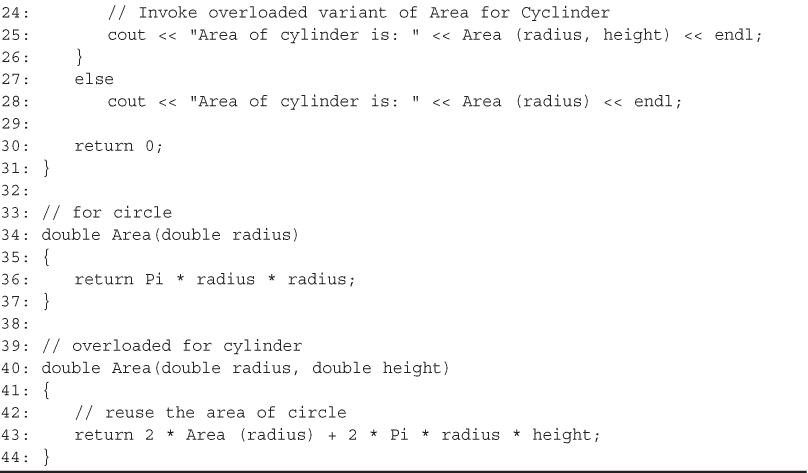 24:        // Invoke overloaded variant of Area for Cyclinder
25:        cout << "Area of cylinder is: " << Area (radius, height) << endl;
26:     }
27:     else
28:        cout << "Area of cylinder is: " << Area (radius) << endl;
29:
30:     return 0;
31: }
32:
33: // for circle
34: double Area(double radius)
35: {
36:     return Pi * radius * radius;
37: }
38:
39: // overloaded for cylinder
40: double Area(double radius, double height)
41: {
42:     // reuse the area of circle
43:     return 2 * Area (radius) + 2 * Pi * radius * height;
44: }